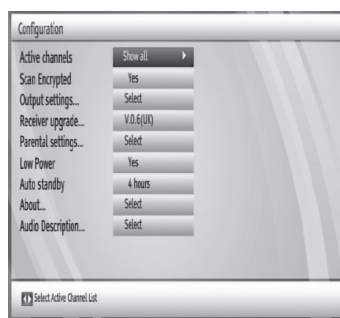 Configuration
Active channels Show all
Scan Encrypted Yes
Output settings... Select
Receiver upgrade... V.0.6(UK)
Parental settings... Select
Low Power Yes
Auto standby 4 hours
About... Select
Audio Description... Select
Select Active Channel List